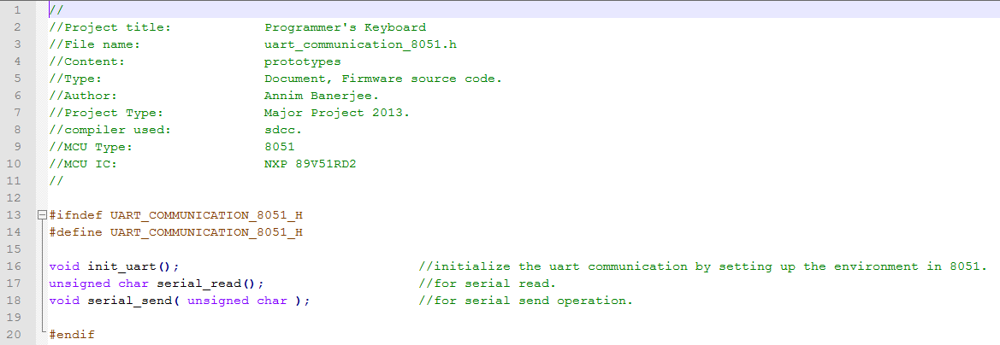 1 //
2 //Project title: Programmer's Keyboard
3 //File name: uart_communication_8051.h
4 //Content: prototypes
5 //Type: Document, Firmware source code.
6 //Author: Annim Banerjee.
7 //Project Type: Major Project 2013.
8 //compiler used: sdcc.
9 //MCU Type: 8051
10 //MCU IC: NXP 89V51RD2
11 //
12
13 #ifndef UART_COMMUNICATION_8051_H
14 #define UART_COMMUNICATION_8051_H
15
16 void init_uart(); //initialize the uart communication by setting up the environment in 8051.
17 unsigned char serial_read(); //for serial read.
18 void serial_send( unsigned char ); //for serial send operation.
19
20 #endif